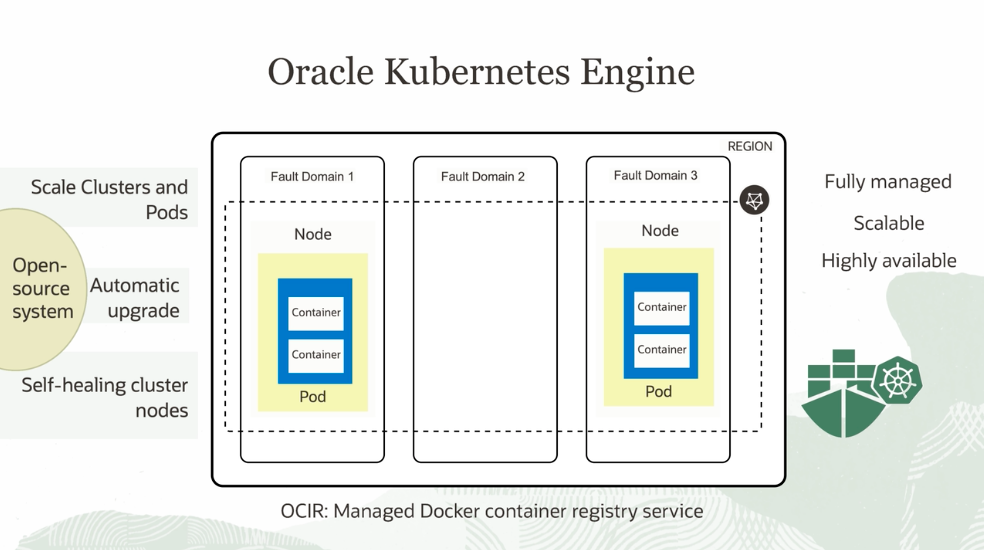 Oracle Kubernetes Engine
REGION
Fault Domain 1
Fault Domain 2
Fault Domain 3
Scale Clusters and
Pods
Open-
source
system
Automatic
upgrade
Self-healing cluster
nodes
Node
Container
Container
Pod
Node
Container
Container
Pod
Fully managed
Scalable
Highly available
OCIR: Managed Docker container registry service